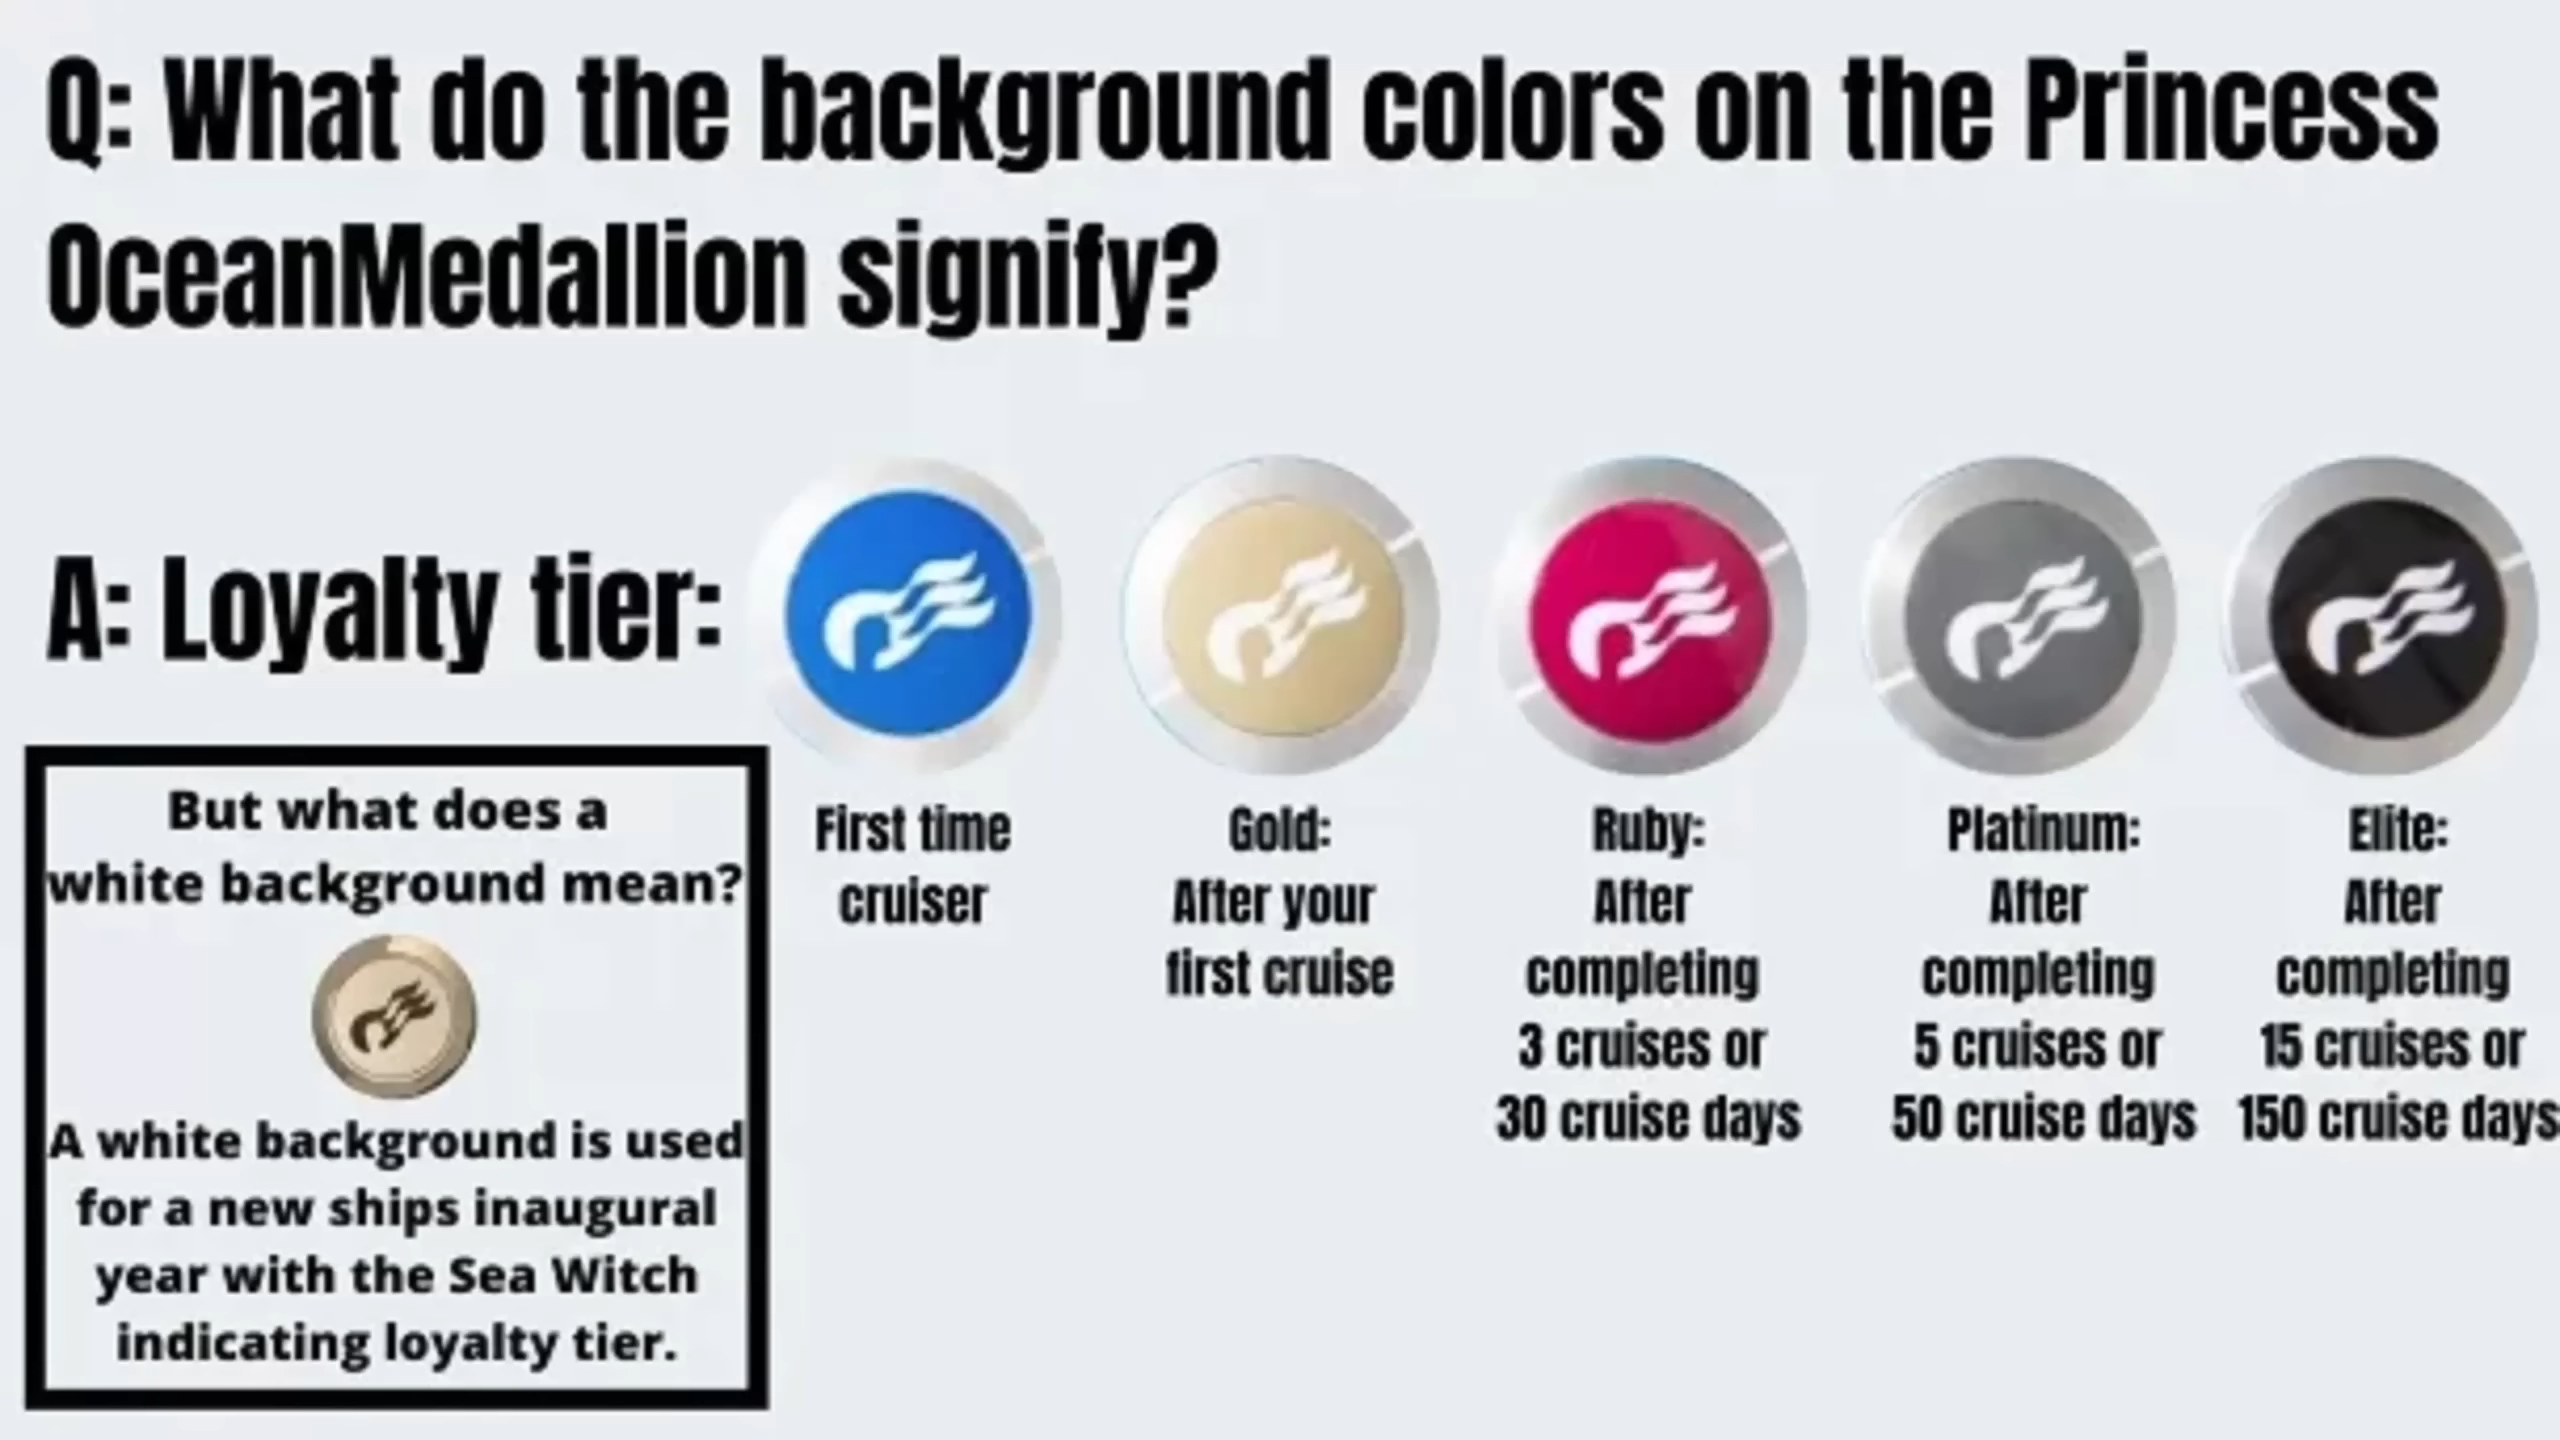 Q: What do the background colors on the Princess
OceanMedallion signify?
A: Loyalty tier:
First time
cruiser
Gold:
After your
first cruise
Ruby:
After
completing
3 cruises or
30 cruise days
Platinum:
After
completing
5 cruises or
50 cruise days
Elite:
After
completing
15 cruises or
150 cruise days
But what does a
white background mean?
A white background is used
for a new ships inaugural
year with the Sea Witch
indicating loyalty tier.